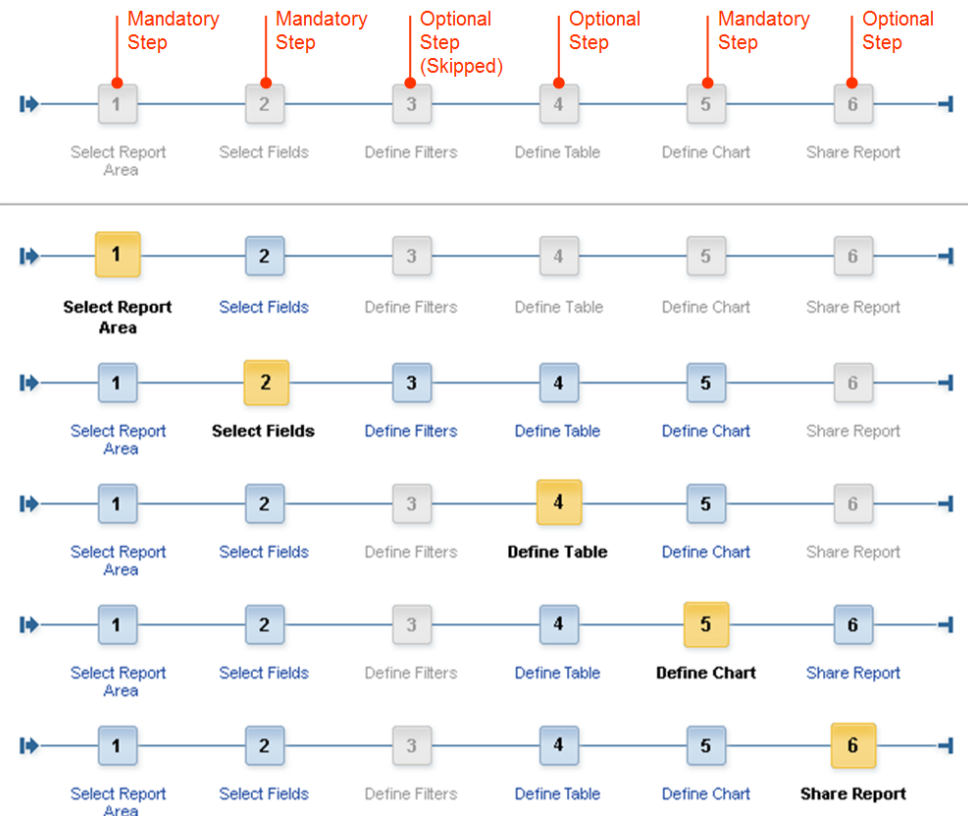 Mandatory Step
Mandatory Step
Optional Step (Skipped)
Optional Step
Mandatory Step
Optional Step
1 2 3 4 5 6
Select Report Area
Select Fields
Define Filters
Define Table
Define Chart
Share Report
1 2 3 4 5 6
Select Report Area
Select Fields
Define Filters
Define Table
Define Chart
Share Report
1 2 3 4 5 6
Select Report Area
Select Fields
Define Filters
Define Table
Define Chart
Share Report
1 2 3 4 5 6
Select Report Area
Select Fields
Define Filters
Define Table
Define Chart
Share Report
1 2 3 4 5 6
Select Report Area
Select Fields
Define Filters
Define Table
Define Chart
Share Report
1 2 3 4 5 6
Select Report Area
Select Fields
Define Filters
Define Table
Define Chart
Share Report